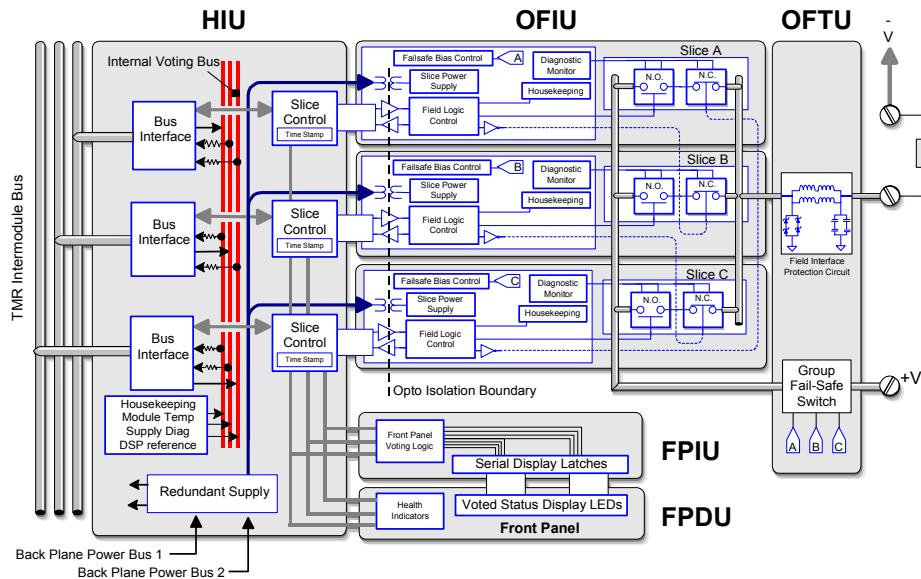 HIU
OFIU
OFTU
-
V
TMR Intermodule Bus
Internal Voting Bus
Bus
Interface
Slice
Control
Time Stamp
Failsafe Bias Control
A
Slice Power
Supply
Field Logic
Control
Diagnostic
Monitor
Housekeeping
Slice A
N.O.
N.C.
Bus
Interface
Slice
Control
Time Stamp
Failsafe Bias Control
B
Slice Power
Supply
Field Logic
Control
Diagnostic
Monitor
Housekeeping
Slice B
N.O.
N.C.
Field Interface
Protection Circuit
Bus
Interface
Slice
Control
Time Stamp
Failsafe Bias Control
C
Slice Power
Supply
Field Logic
Control
Diagnostic
Monitor
Housekeeping
Slice C
N.O.
N.C.
Opto Isolation Boundary
Group
Fail-Safe
Switch
+V
A
B
C
Housekeeping
Module Temp
Supply Diag
DSP reference
Redundant Supply
Back Plane Power Bus 1
Back Plane Power Bus 2
Front Panel
Voting Logic
Serial Display Latches
FPIU
Health
Indicators
Voted Status Display LEDs
Front Panel
FPDU